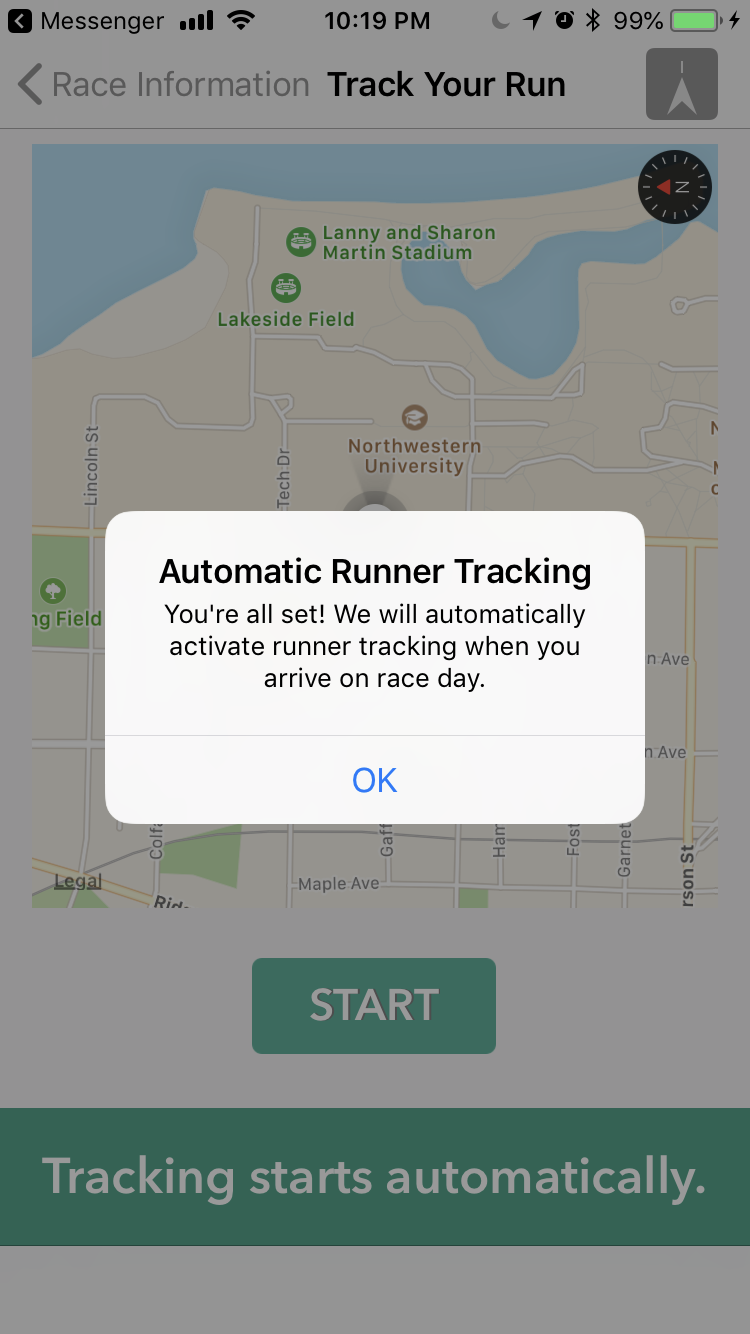 Messenger
10:19 PM
99%
Race Information
Track Your Run
N
Lanny and Sharon
Martin Stadium
Lakeside Field
Lincoln St
Tech Dr
Northwestern
University
N
ng Field
Automatic Runner Tracking
You're all set! We will automatically
activate runner tracking when you
arrive on race day.
OK
n Ave
n Ave
Colfa
Gaff
Ham
Fost
Garnet
rson St
Legal
Maple Ave
Ridg
START
Tracking starts automatically.